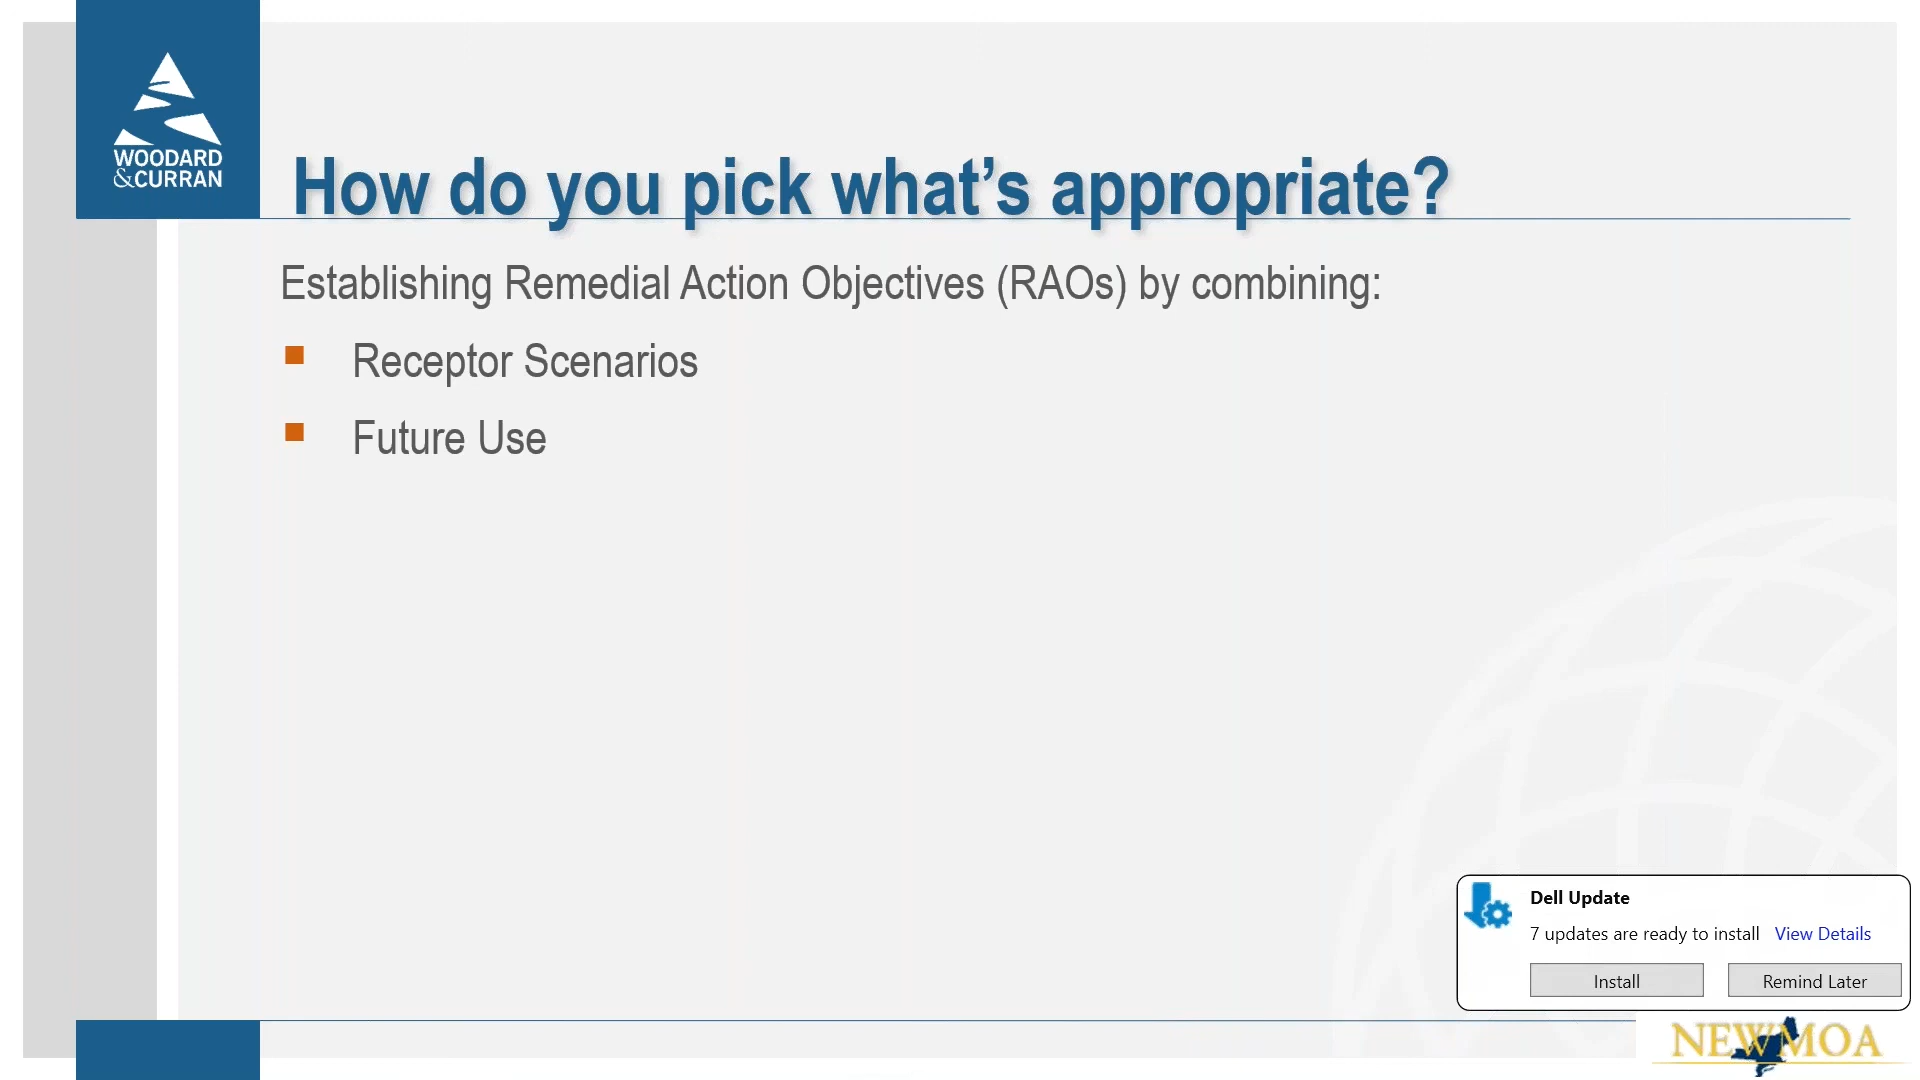 WOODARD
&CURRAN
How do you pick what’s appropriate?
Establishing Remedial Action Objectives (RAOs) by combining:
Receptor Scenarios
Future Use
Dell Update
7 updates are ready to install View Details
Install Remind Later
NEWMOA